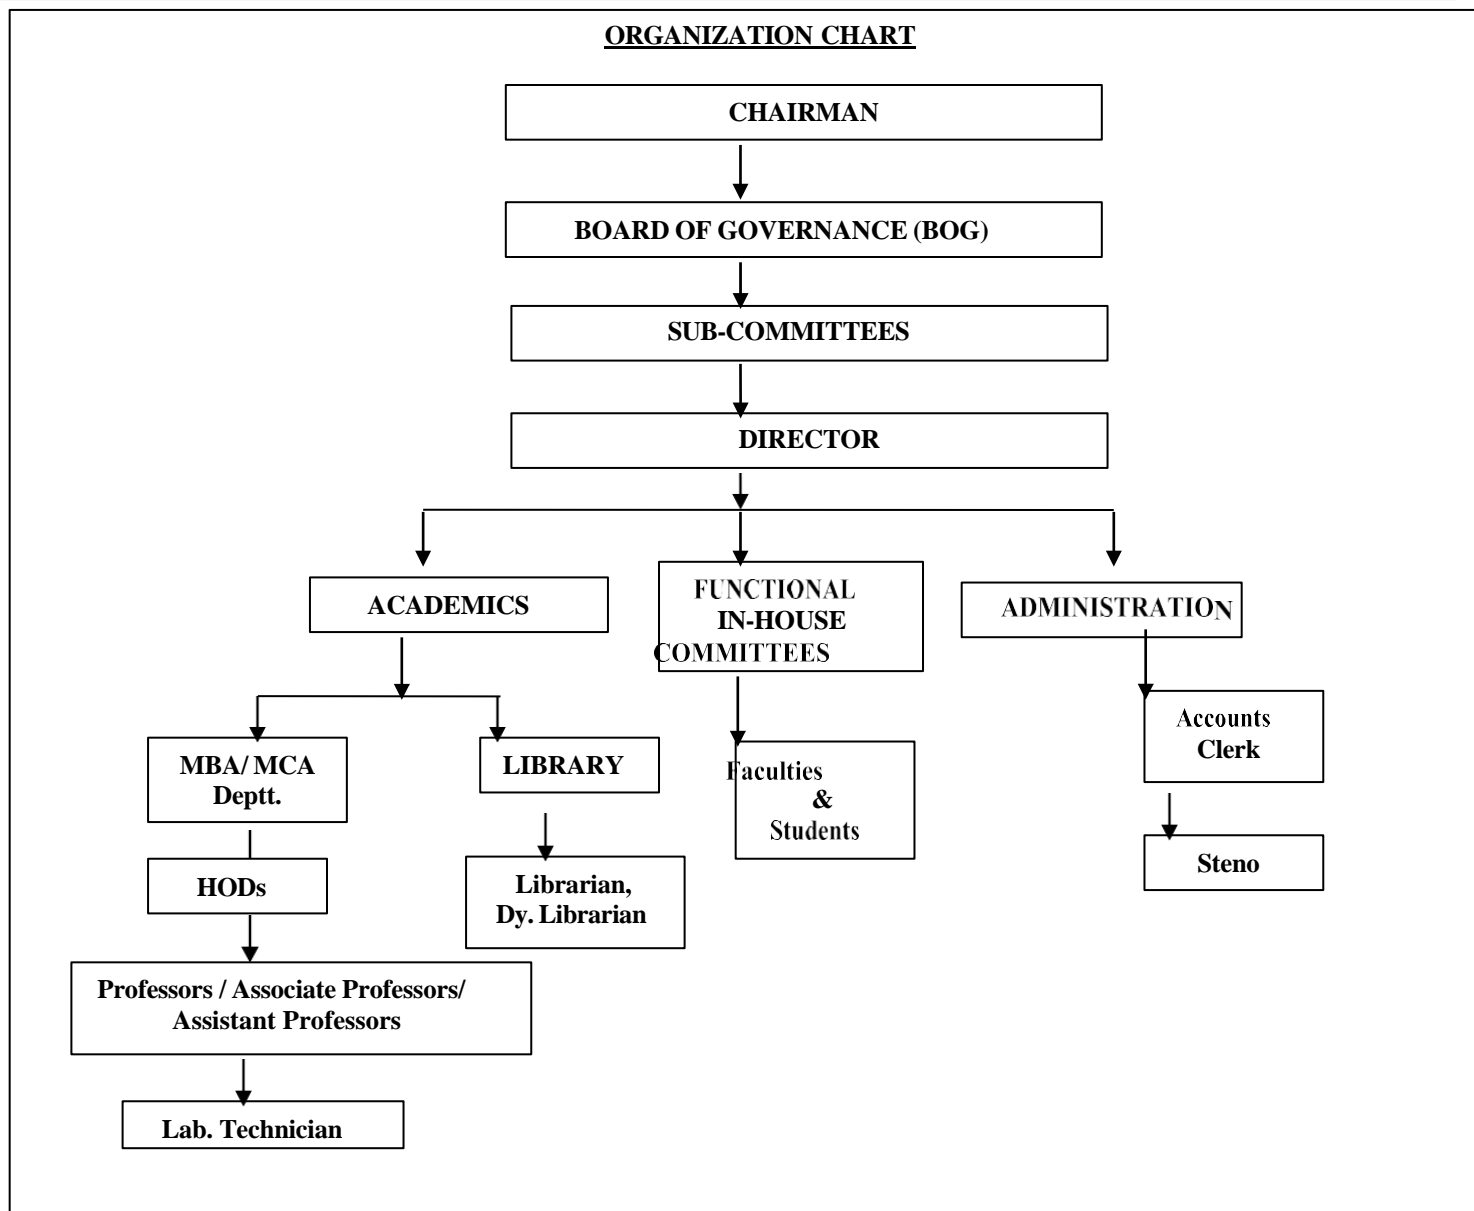 ORGANIZATION CHART
CHAIRMAN
BOARD OF GOVERNANCE (BOG)
SUB-COMMITTEES
DIRECTOR
ACADEMICS
FUNCTIONAL
IN-HOUSE
COMMITTEES
ADMINISTRATION
MBA/ MCA
Deptt.
LIBRARY
Faculties
&
Students
Accounts
Clerk
HODs
Librarian,
Dy. Librarian
Steno
Professors / Associate Professors/
Assistant Professors
Lab. Technician